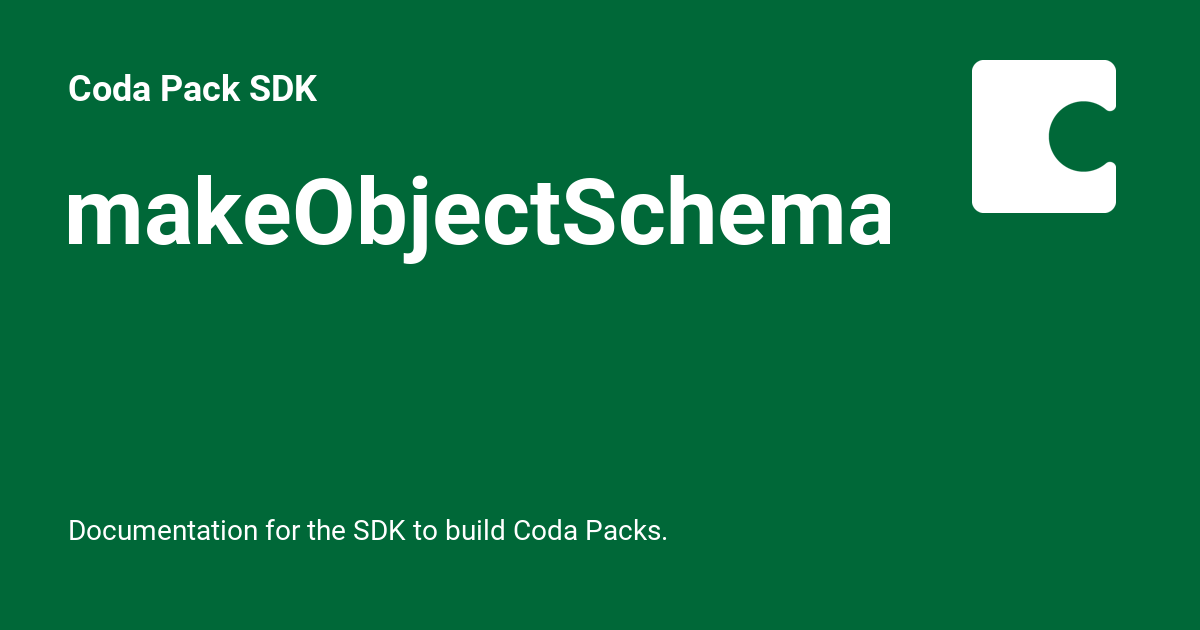 Coda Pack SDK
makeObjectSchema
Documentation for the SDK to build Coda Packs.